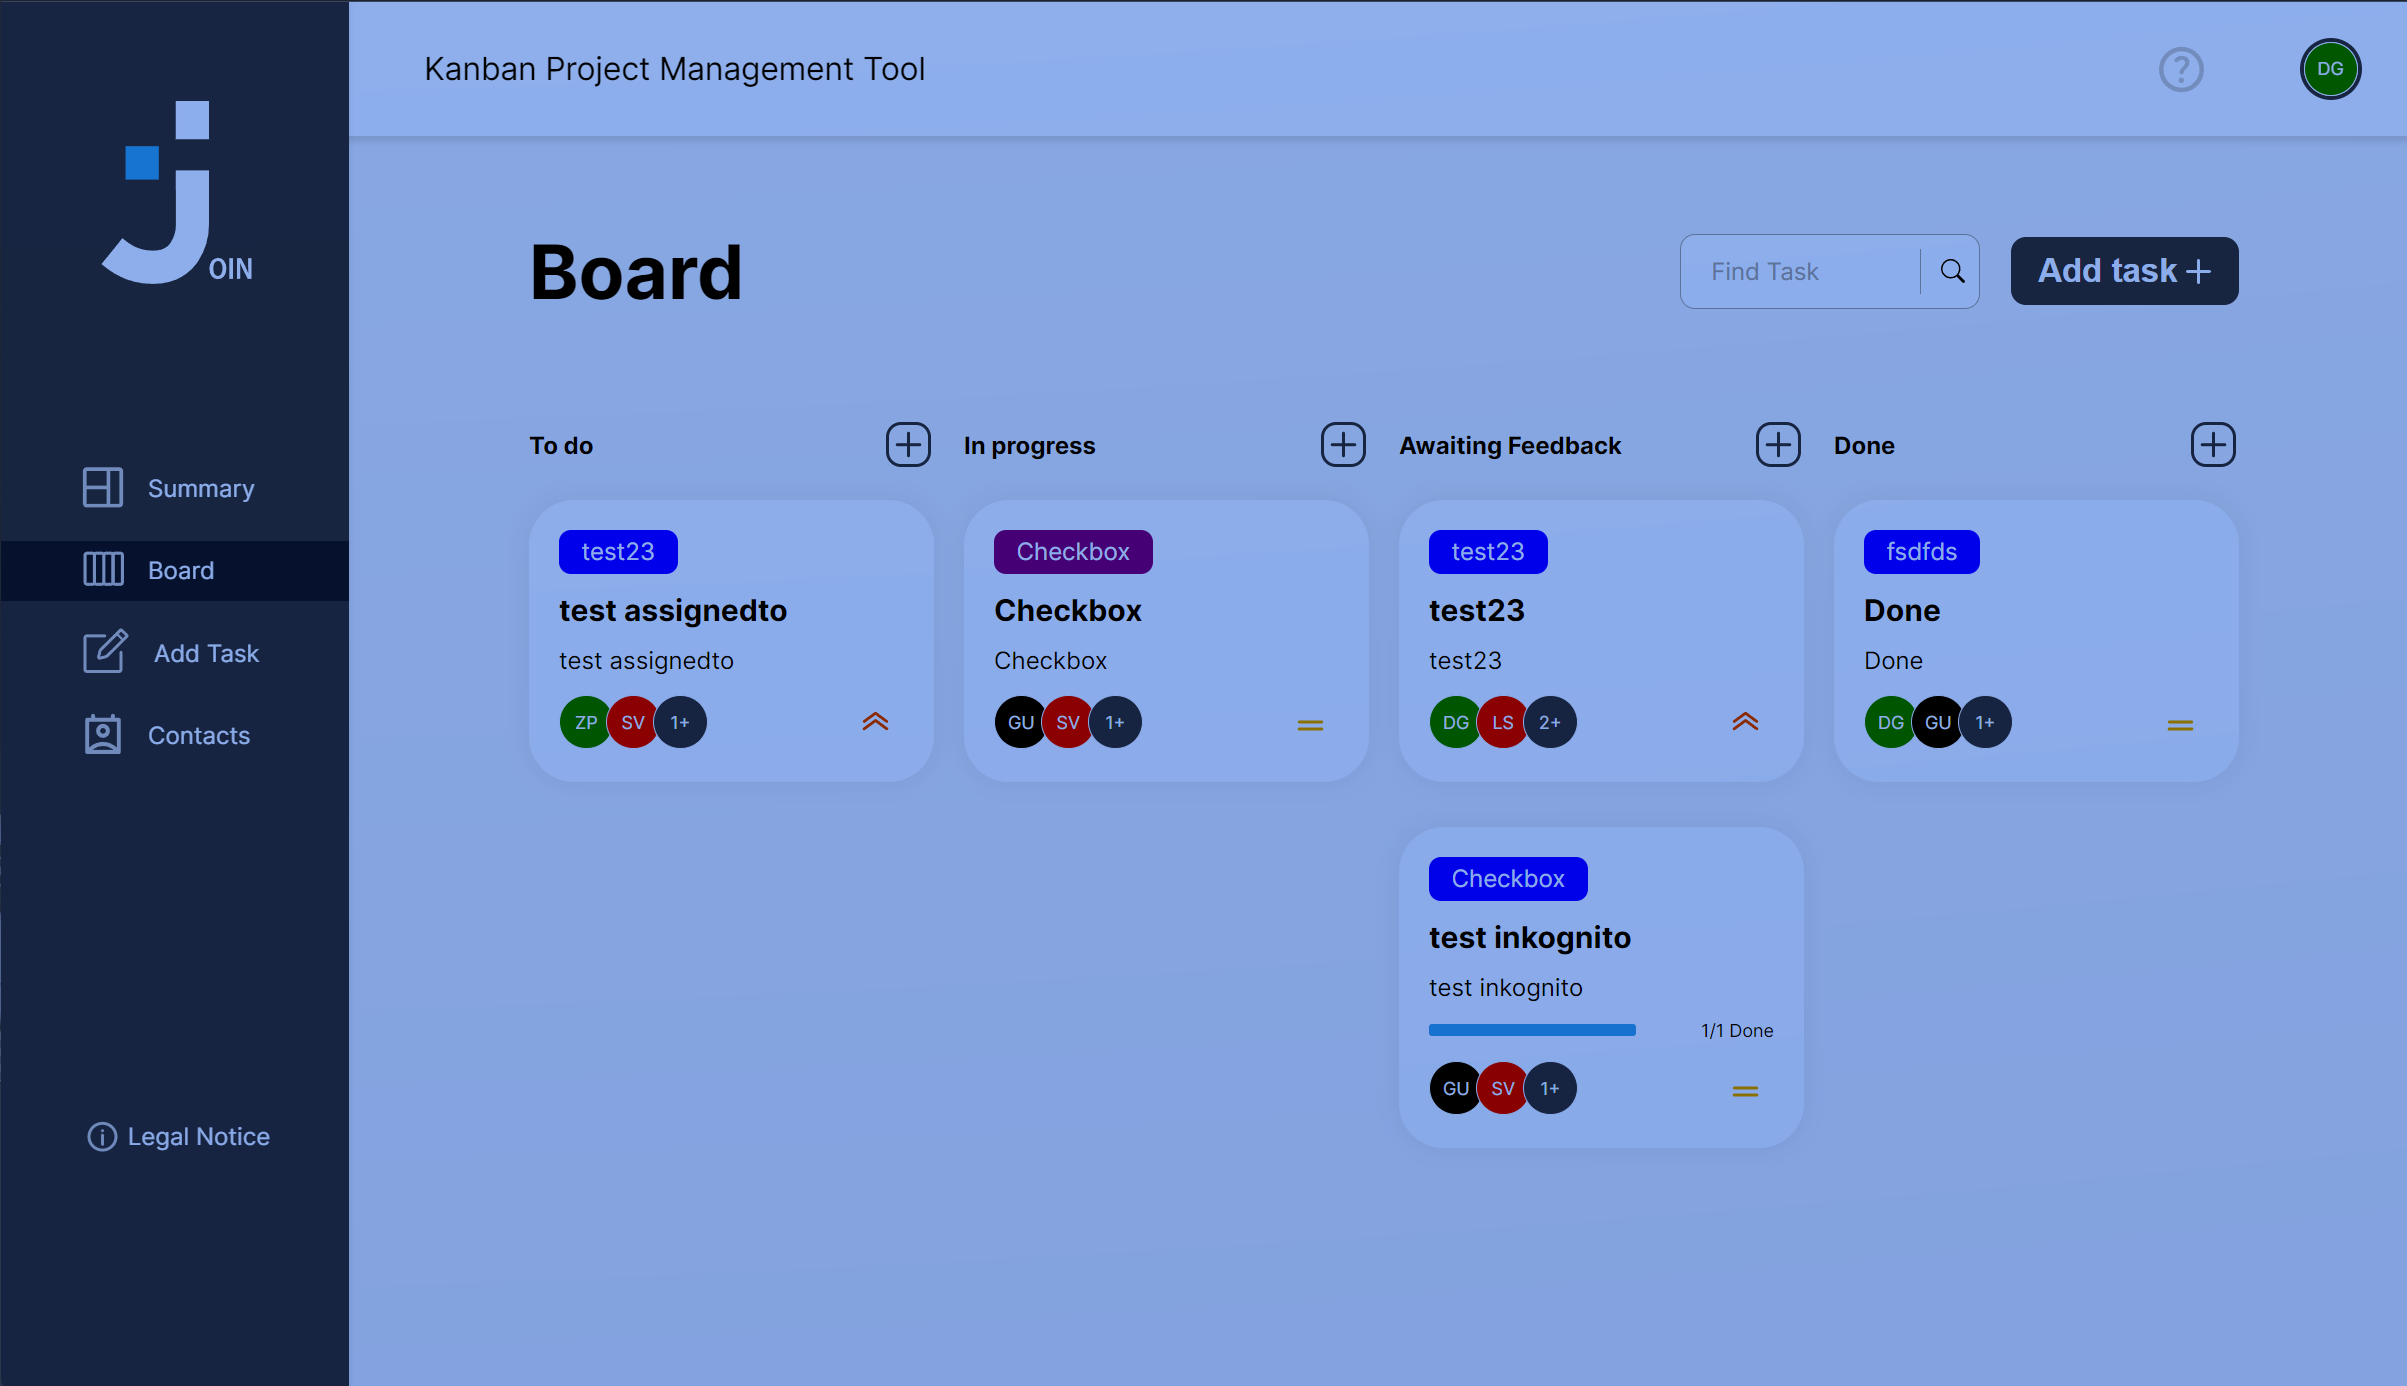 Kanban Project Management Tool
DG
JOIN
Summary
Board
Add Task
Contacts
Legal Notice
Board
Find Task
Add task +
To do
test23
test assignedto
test assignedto
ZP SV 1+
In progress
Checkbox
Checkbox
Checkbox
GU SV 1+
Awaiting Feedback
test23
test23
test23
DG LS 2+
Checkbox
test inkognito
test inkognito
1/1 Done
GU SV 1+
Done
fsdfds
Done
Done
DG GU 1+